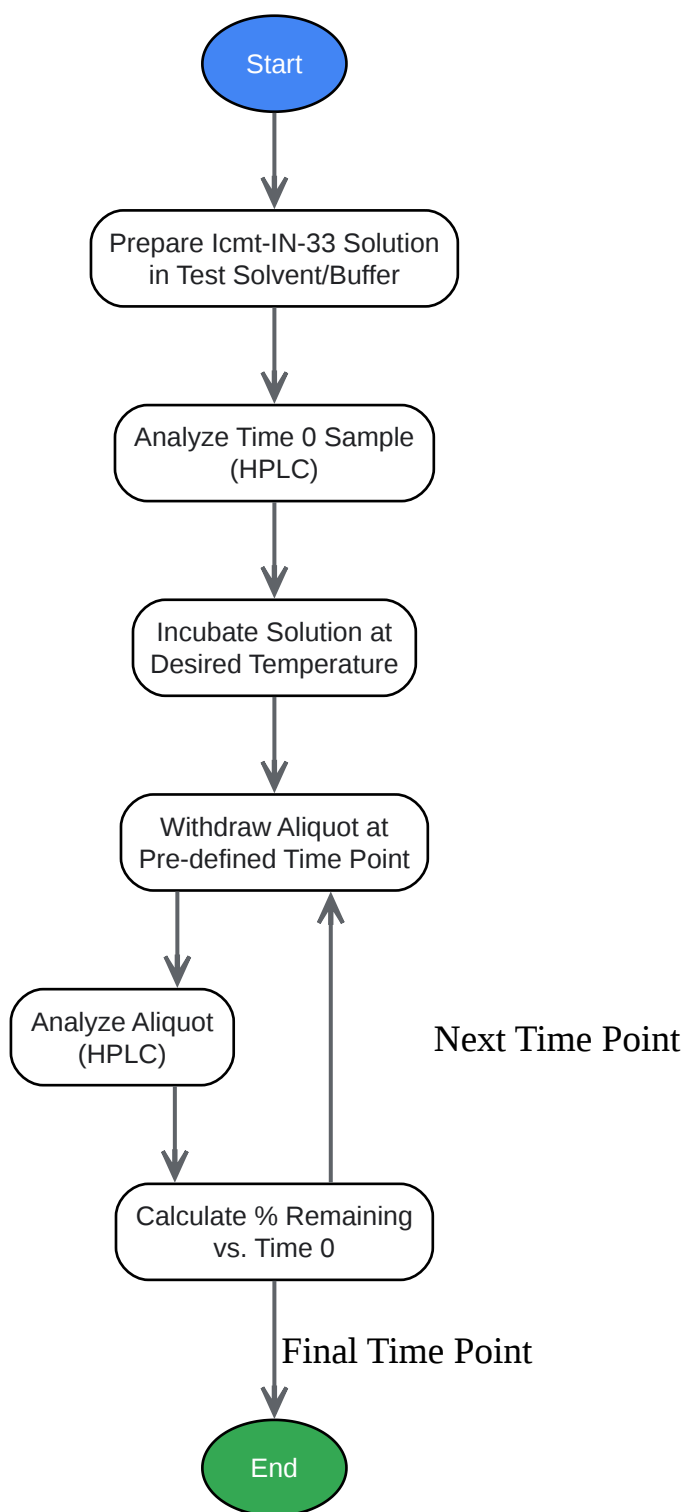 Start
Prepare Icmt-IN-33 Solution
in Test Solvent/Buffer
Analyze Time 0 Sample
(HPLC)
Incubate Solution at
Desired Temperature
Withdraw Aliquot at
Pre-defined Time Point
Analyze Aliquot
(HPLC)
Next Time Point
Calculate % Remaining
vs. Time 0
Final Time Point
End